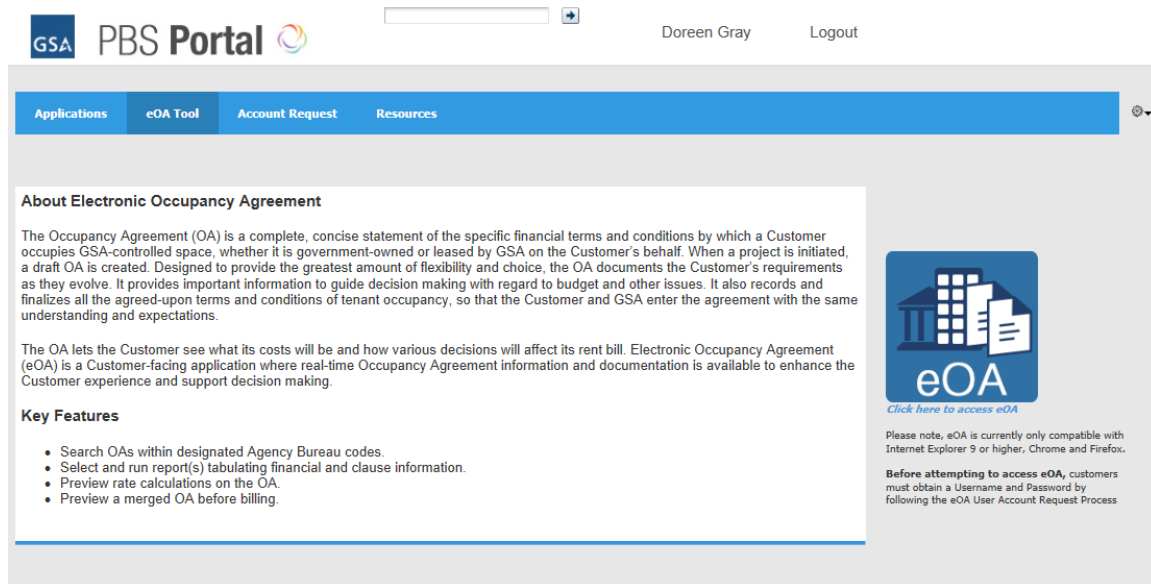 GSA PBS Portal
Doreen Gray Logout
Applications eOA Tool Account Request Resources
About Electronic Occupancy Agreement
The Occupancy Agreement (OA) is a complete, concise statement of the specific financial terms and conditions by which a Customer
occupies GSA-controlled space, whether it is government-owned or leased by GSA on the Customer's behalf. When a project is initiated,
a draft OA is created. Designed to provide the greatest amount of flexibility and choice, the OA documents the Customer's requirements
as they evolve. It provides important information to guide decision making with regard to budget and other issues. It also records and
finalizes all the agreed-upon terms and conditions of tenant occupancy, so that the Customer and GSA enter the agreement with the same
understanding and expectations.
The OA lets the Customer see what its costs will be and how various decisions will affect its rent bill. Electronic Occupancy Agreement
(eOA) is a Customer-facing application where real-time Occupancy Agreement information and documentation is available to enhance the
Customer experience and support decision making.
Key Features
• Search OAs within designated Agency Bureau codes.
• Select and run report(s) tabulating financial and clause information.
• Preview rate calculations on the OA.
• Preview a merged OA before billing.
eOA
Click here to access eOA
Please note, eOA is currently only compatible with
Internet Explorer 9 or higher, Chrome and Firefox.
Before attempting to access eOA, customers
must obtain a Username and Password by
following the eOA User Account Request Process